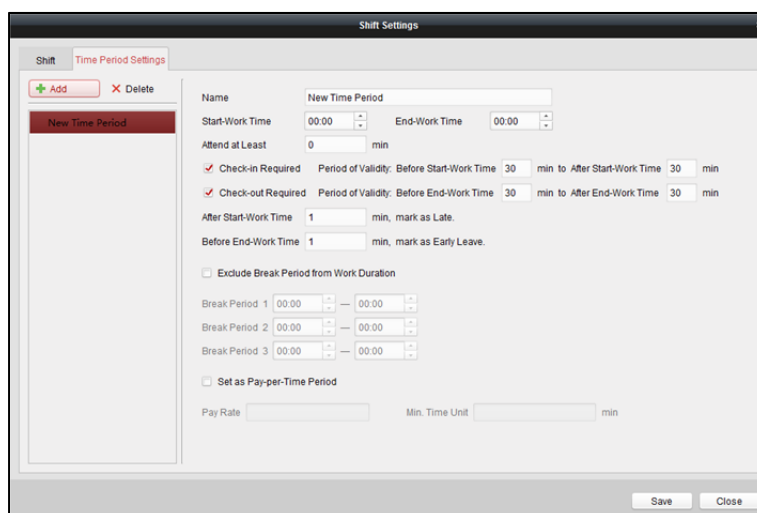 Shift Settings
Shift Time Period Settings
Add Delete
New Time Period
Name New Time Period
Start-Work Time 00:00 End-Work Time 00:00
Attend at Least 0 min
Check-in Required Period of Validity: Before Start-Work Time 30 min to After Start-Work Time 30 min
Check-out Required Period of Validity: Before End-Work Time 30 min to After End-Work Time 30 min
After Start-Work Time 1 min, mark as Late.
Before End-Work Time 1 min, mark as Early Leave.
Exclude Break Period from Work Duration
Break Period 1 00:00 — 00:00
Break Period 2 00:00 — 00:00
Break Period 3 00:00 — 00:00
Set as Pay-per-Time Period
Pay Rate Min. Time Unit min
Save Close